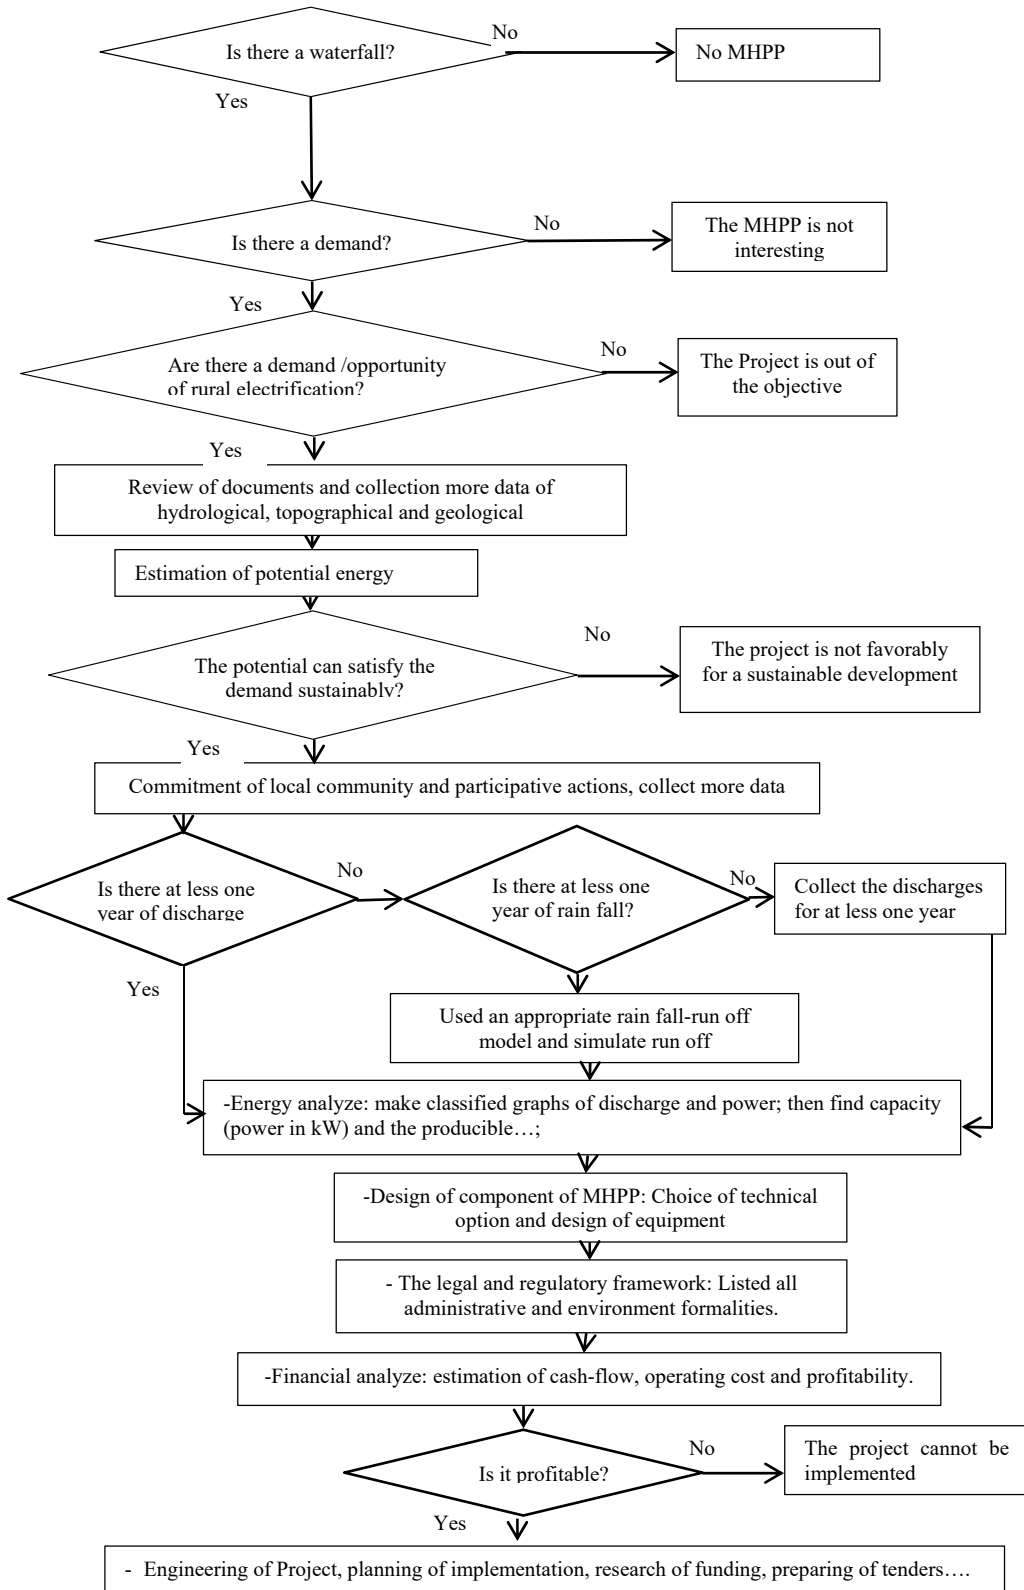 Is there a waterfall?
No
No MHPP
Yes
Is there a demand?
No
The MHPP is not
interesting
Yes
Are there a demand /opportunity
of rural electrification?
No
The Project is out of
the objective
Yes
Review of documents and collection more data of
hydrological, topographical and geological
Estimation of potential energy
The potential can satisfy the
demand sustainably?
No
The project is not favorably
for a sustainable development
Yes
Commitment of local community and participative actions, collect more data
Is there at less one
year of discharge
No
Is there at less one
year of rain fall?
No
Collect the discharges
for at less one year
Yes
Used an appropriate rain fall-run off
model and simulate run off
-Energy analyze: make classified graphs of discharge and power; then find capacity
(power in kW) and the producible…;
-Design of component of MHPP: Choice of technical
option and design of equipment
- The legal and regulatory framework: Listed all
administrative and environment formalities.
-Financial analyze: estimation of cash-flow, operating cost and profitability.
Is it profitable?
No
The project cannot be
implemented
Yes
- Engineering of Project, planning of implementation, research of funding, preparing of tenders….